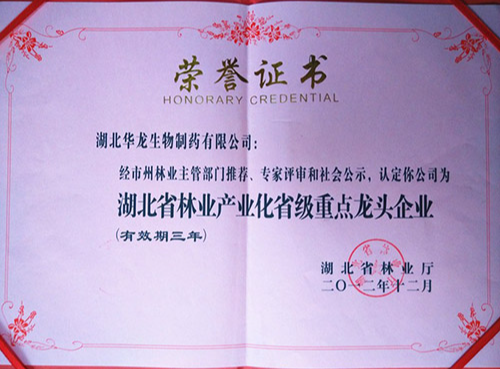 荣誉证书
HONORARY CREDENTIAL
湖北华龙生物制药有限公司:
经市州林业主管部门推荐、专家评审和社会公示,认定你公司为
湖北省林业产业化省级重点龙头企业
(有效期三年)
湖北省林业厅
二〇一二年十二月